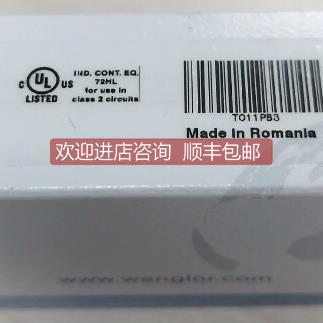 C UL US
LISTED
IND. CONT. EQ.
72HL
for use in
class 2 circuits
TO11PB3
Made in Romania
欢迎进店咨询 顺丰包邮
www.wenglor.com